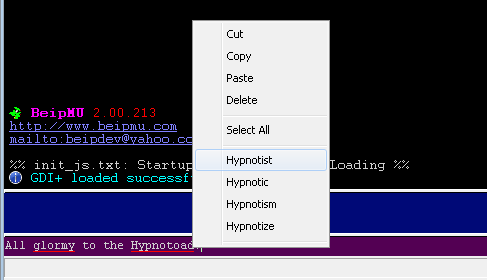 Cut
Copy
Paste
Delete
Select All
Hypnotist
Hypnotic
Hypnotism
Hypnotize
BeipMU 2.00.213
http://www.beipmu.com
mailto:beipdev@yahoo.co
%% init_js.txt: Startup Loading %%
GDI+ loaded successf
All glormy to the Hypnotoad